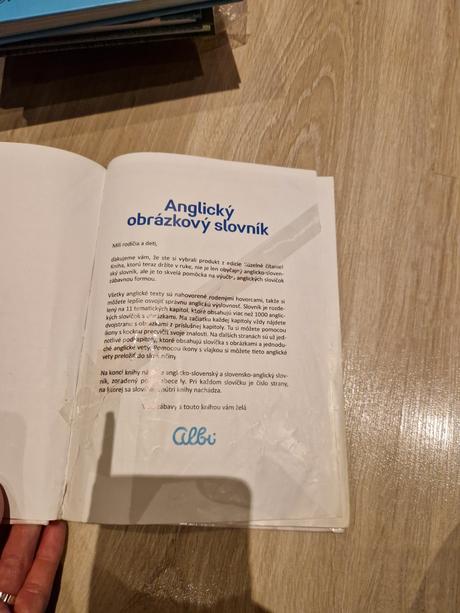 Anglický
obrázkový slovník
Milí rodičia a deti,
ďakujeme vám, že ste si vybrali produkt z edície Kúzelné čítanie!
Kniha, ktorú teraz držíte v ruke, nie je len obyčajný anglicko-sloven-
ský slovník, ale je to skvelá pomôcka na výučbu anglických slovíčok
zábavnou formou.
Všetky anglické texty sú nahovorené rodenými hovorcami, takže si
môžete lepšie osvojiť správnu anglickú výslovnosť. Slovník je rozde-
lený na 11 tematických kapitol, ktoré obsahujú viac než 1000 anglic-
kých slovíčok s obrázkami. Na začiatku každej kapitoly vždy nájdete
dvojstranu s obrázkami z príslušnej kapitoly. Tu si môžete pomocou
ikony s kockou precvičiť svoje znalosti. Na ďalších stranách sú už jed-
notlivé podkapitoly, ktoré obsahujú slovíčka s obrázkami a jednodu-
ché anglické vety. Pomocou ikony s vlajkou si môžete tieto anglické
vety preložiť do slovenčiny.
Na konci knihy nájdete anglicko-slovenský a slovensko-anglický slov-
ník, zoradený podľa abecedy. Pri každom slovíčku je číslo strany,
na ktorej sa slovíčko vnútri knihy nachádza.
zábavy s touto knihou vám želá
albi